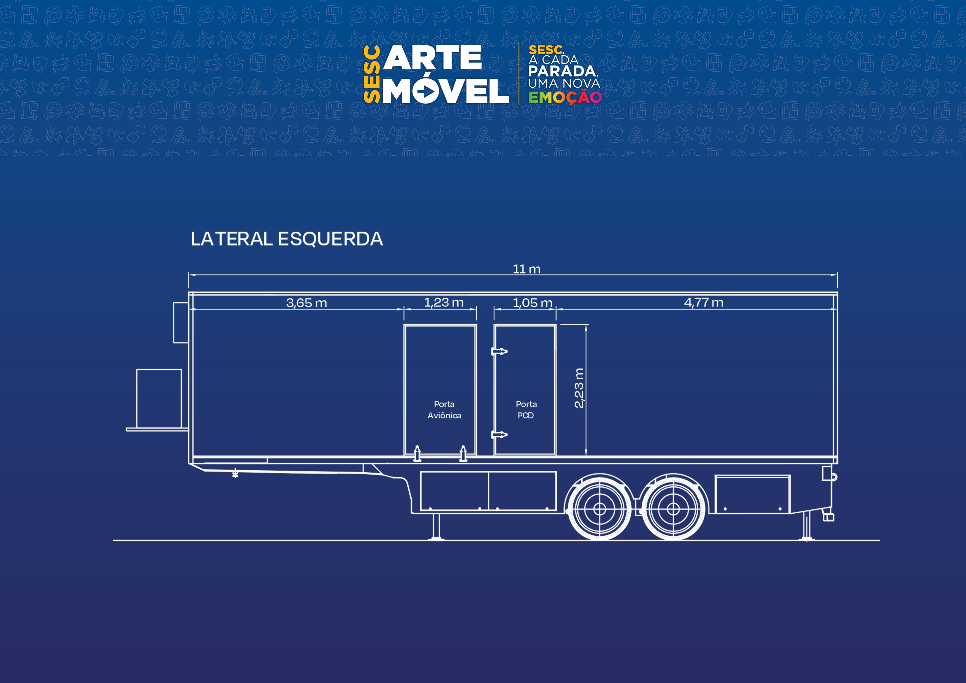 SESC
ARTE
MÓVEL
SESC.
A CADA
PARADA,
UMA NOVA
EMOÇÃO
LATERAL ESQUERDA
11 m
3,65 m
1,23 m
1,05 m
4,77 m
2,23 m
Porta
Aviônica
Porta
PCD